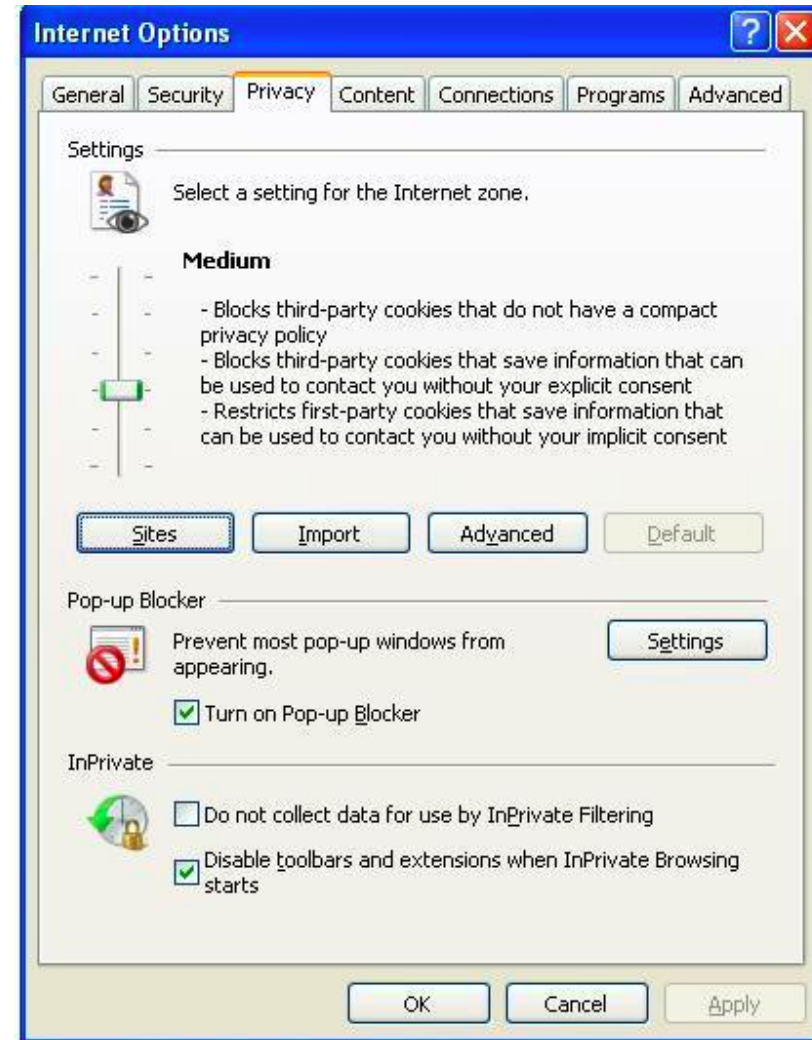 Internet Options
General Security Privacy Content Connections Programs Advanced
Settings
Select a setting for the Internet zone.
Medium
- Blocks third-party cookies that do not have a compact
privacy policy
- Blocks third-party cookies that save information that can
be used to contact you without your explicit consent
- Restricts first-party cookies that save information that
can be used to contact you without your implicit consent
Sites Import Advanced Default
Pop-up Blocker
Prevent most pop-up windows from
appearing.
Settings
Turn on Pop-up Blocker
InPrivate
Do not collect data for use by InPrivate Filtering
Disable toolbars and extensions when InPrivate Browsing
starts
OK Cancel Apply